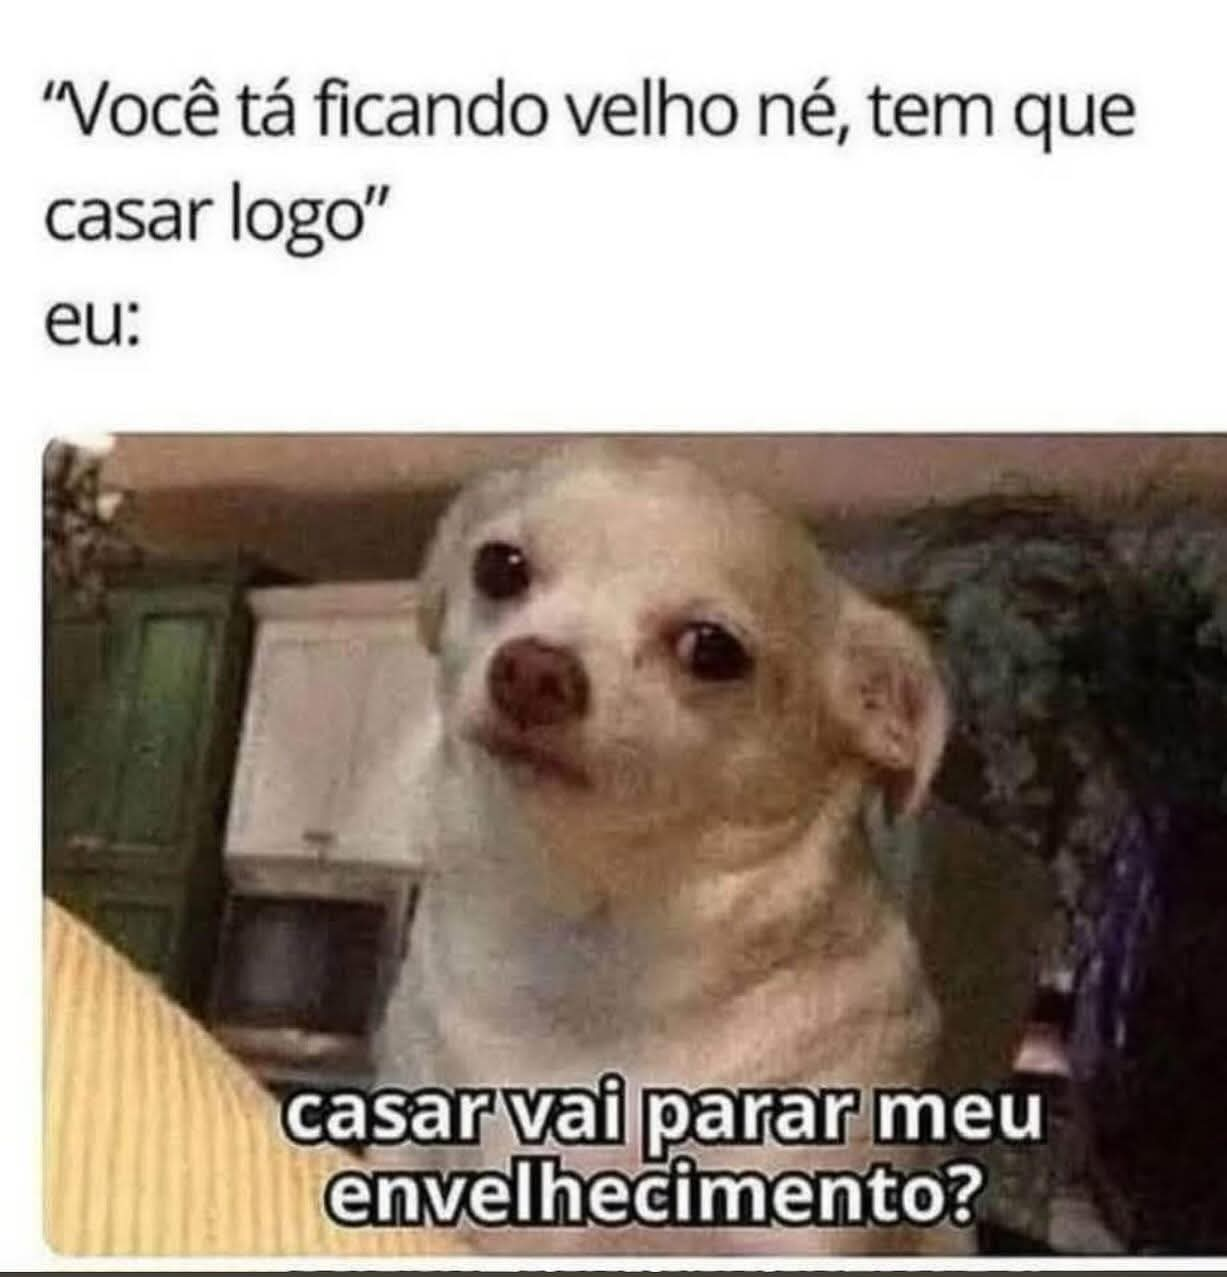 “Você tá ficando velho né, tem que
casar logo”
eu:
casar vai parar meu
envelhecimento?